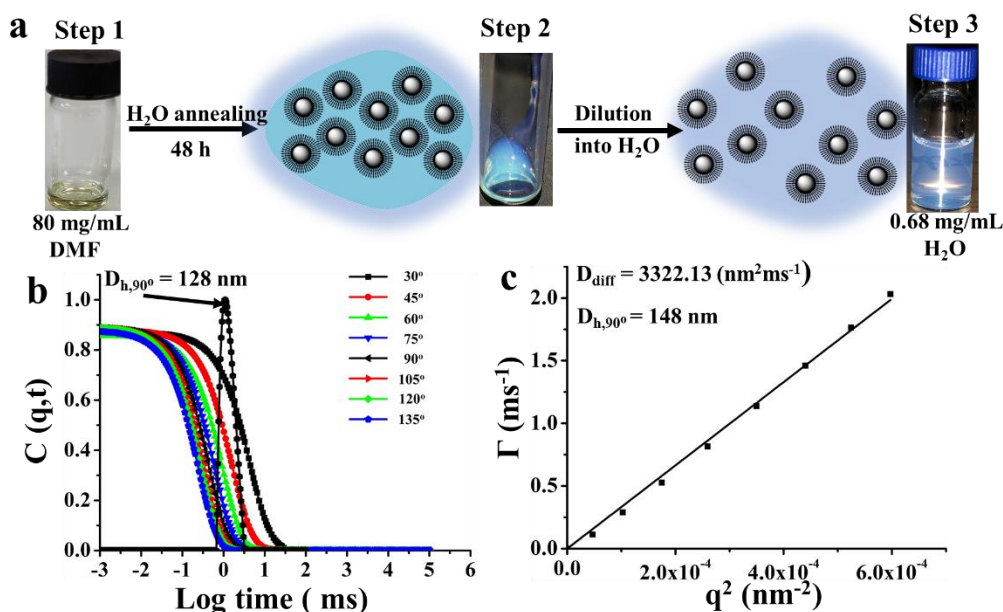 a
Step 1
Step 2
Step 3
H₂O annealing
48 h
Dilution
into H₂O
80 mg/mL
DMF
0.68 mg/mL
H₂O
b
D_h,90° = 128 nm
30°
45°
60°
75°
90°
105°
120°
135°
C (q,t)
1.0
0.8
0.6
0.4
0.2
0.0
-3 -2 -1 0 1 2 3 4 5 6
Log time ( ms)
c
D_diff = 3322.13 (nm²ms⁻¹)
D_h,90° = 148 nm
Γ (ms⁻¹)
2.0
1.5
1.0
0.5
0.0
0.0 2.0x10⁻⁴ 4.0x10⁻⁴ 6.0x10⁻⁴
q² (nm⁻²)